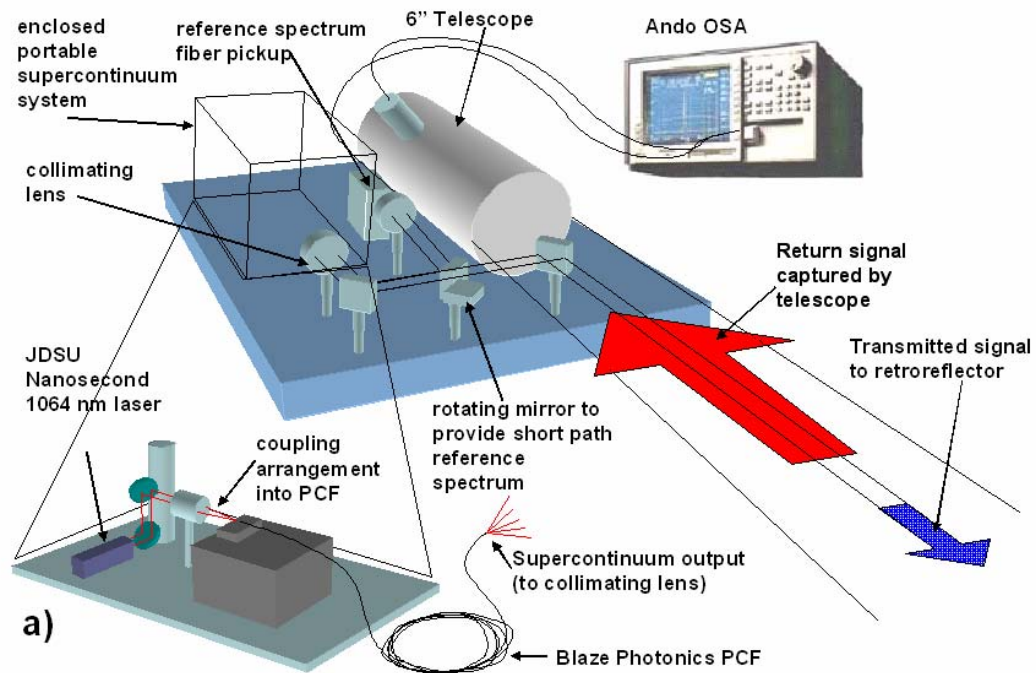 enclosed
portable
supercontinuum
system
reference spectrum
fiber pickup
6” Telescope
Ando OSA
collimating
lens
Return signal
captured by
telescope
Transmitted signal
to retroreflector
JDSU
Nanosecond
1064 nm laser
coupling
arrangement
into PCF
rotating mirror to
provide short path
reference
spectrum
Supercontinuum output
(to collimating lens)
a)
Blaze Photonics PCF